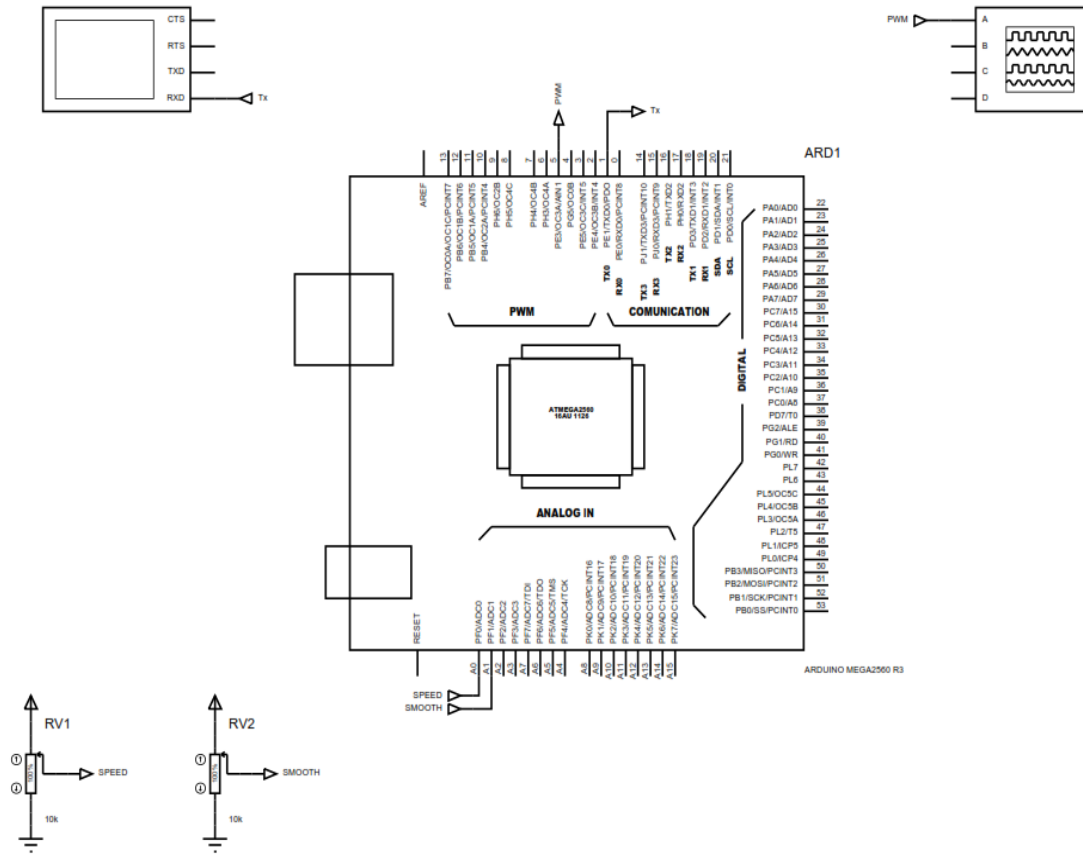 CTS
RTS
TXD
RXD
Tx
PWM
A
B
C
D
PWM
Tx
ARD1
13
12
11
10
9
8
7
6
5
4
3
2
1
0
14
15
16
17
18
19
20
21
AREF
PB7/OC0A/OC1C/PCINT7
PB6/OC1B/PCINT6
PB5/OC1A/PCINT5
PB4/OC2A/PCINT4
PH6/OC2B
PH5/OC4C
PH4/OC4B
PH3/OC4A
PE3/OC3A/AIN1
PG5/OC0B
PE5/OC3C/INT5
PE4/OC3B/INT4
PE1/TXD0/PDO
PE0/RXD0/PCINT8
PJ1/TXD3/PCINT10
PJ0/RXD3/PCINT9
PH1/TXD2
PH0/RXD2
PD3/TXD1/INT3
PD2/RXD1/INT2
PD1/SDA/INT1
PD0/SCL/INT0
TX0
RX0
TX3
RX3
TX2
RX2
TX1
RX1
SDA
SCL
PWM
COMUNICATION
DIGITAL
PA0/AD0 22
PA1/AD1 23
PA2/AD2 24
PA3/AD3 25
PA4/AD4 26
PA5/AD5 27
PA6/AD6 28
PA7/AD7 29
PC7/A15 30
PC6/A14 31
PC5/A13 32
PC4/A12 33
PC3/A11 34
PC2/A10 35
PC1/A9 36
PC0/A8 37
PD7/T0 38
PG2/ALE 39
PG1/RD 40
PG0/WR 41
PL7 42
PL6 43
PL5/OC5C 44
PL4/OC5B 45
PL3/OC5A 46
PL2/T5 47
PL1/ICP5 48
PL0/ICP4 49
PB3/MISO/PCINT3 50
PB2/MOSI/PCINT2 51
PB1/SCK/PCINT1 52
PB0/SS/PCINT0 53
ATMEGA2560
16AU 1126
ANALOG IN
RESET
PF0/ADC0
PF1/ADC1
PF2/ADC2
PF3/ADC3
PF7/ADC7/TDI
PF6/ADC6/TDO
PF5/ADC5/TMS
PF4/ADC4/TCK
PK0/ADC8/PCINT16
PK1/ADC9/PCINT17
PK2/ADC10/PCINT18
PK3/ADC11/PCINT19
PK4/ADC12/PCINT20
PK5/ADC13/PCINT21
PK6/ADC14/PCINT22
PK7/ADC15/PCINT23
A0
A1
A2
A3
A7
A6
A5
A4
A8
A9
A10
A11
A12
A13
A14
A15
ARDUINO MEGA2560 R3
SPEED
SMOOTH
RV1
100%
SPEED
10k
RV2
100%
SMOOTH
10k